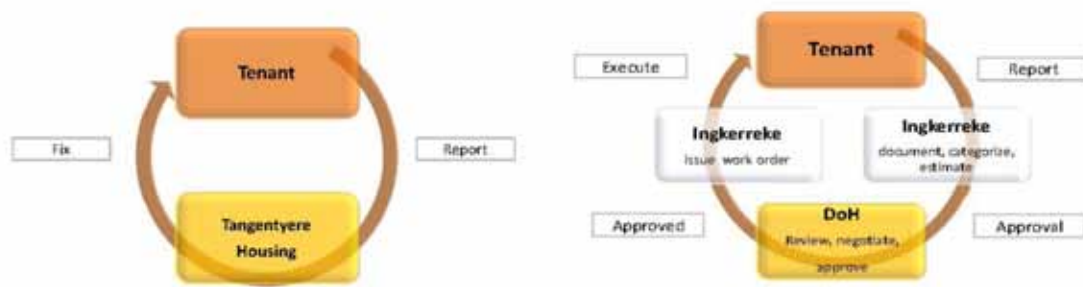 Tenant
Fix
Report
Tangentyere
Housing
Tenant
Execute
Report
Ingkerreke
Issue work order
Ingkerreke
document, categorize,
estimate
Approved
DoH
Review, negotiate,
approve
Approval